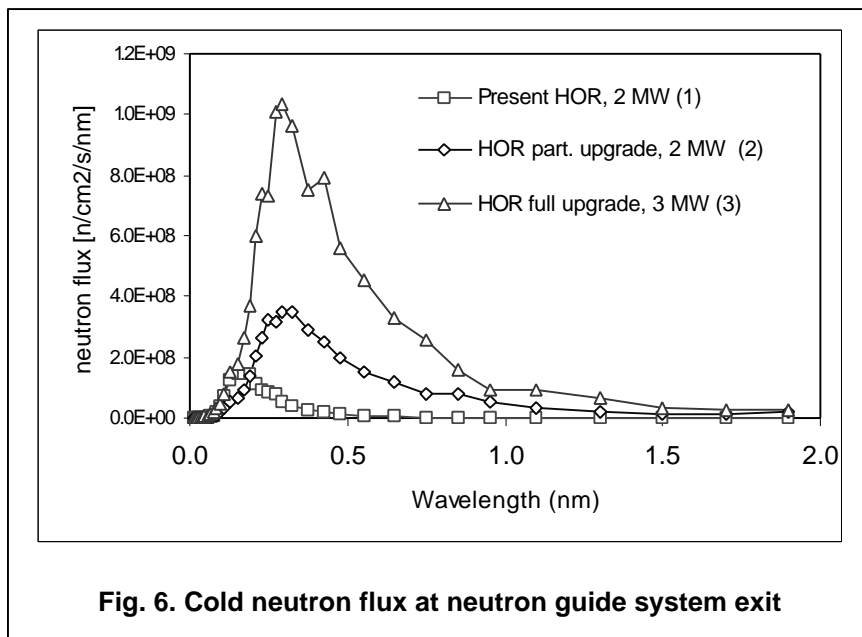 1.2E+09
1.0E+09
8.0E+08
6.0E+08
4.0E+08
2.0E+08
0.0E+00
neutron flux [n/cm2/s/nm]
Present HOR, 2 MW (1)
HOR part. upgrade, 2 MW (2)
HOR full upgrade, 3 MW (3)
0.0 0.5 1.0 1.5 2.0
Wavelength (nm)
Fig. 6. Cold neutron flux at neutron guide system exit